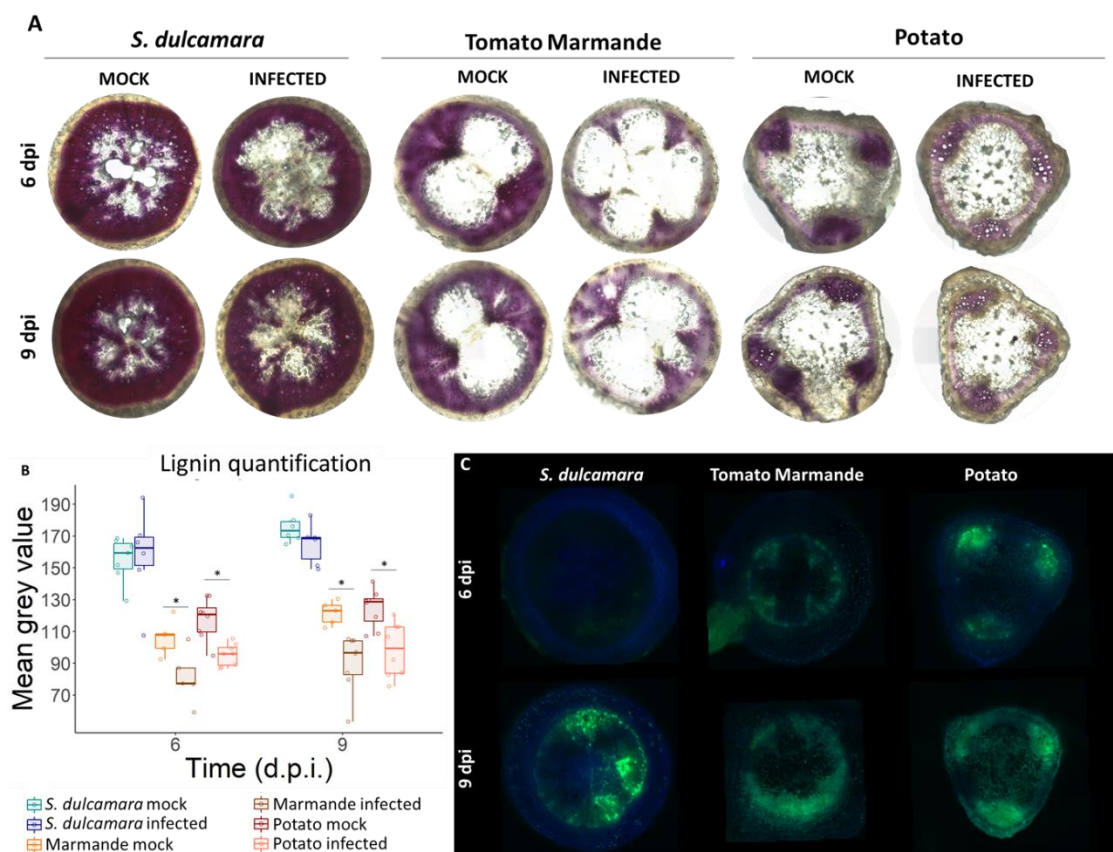 A
S. dulcamara
Tomato Marmande
Potato
MOCK
INFECTED
MOCK
INFECTED
MOCK
INFECTED
6 dpi
9 dpi
B
Lignin quantification
Mean grey value
190
170
150
130
110
90
70
*
*
*
*
6
9
Time (d.p.i.)
S. dulcamara mock
Marmande infected
S. dulcamara infected
Potato mock
Marmande mock
Potato infected
C
S. dulcamara
Tomato Marmande
Potato
6 dpi
9 dpi